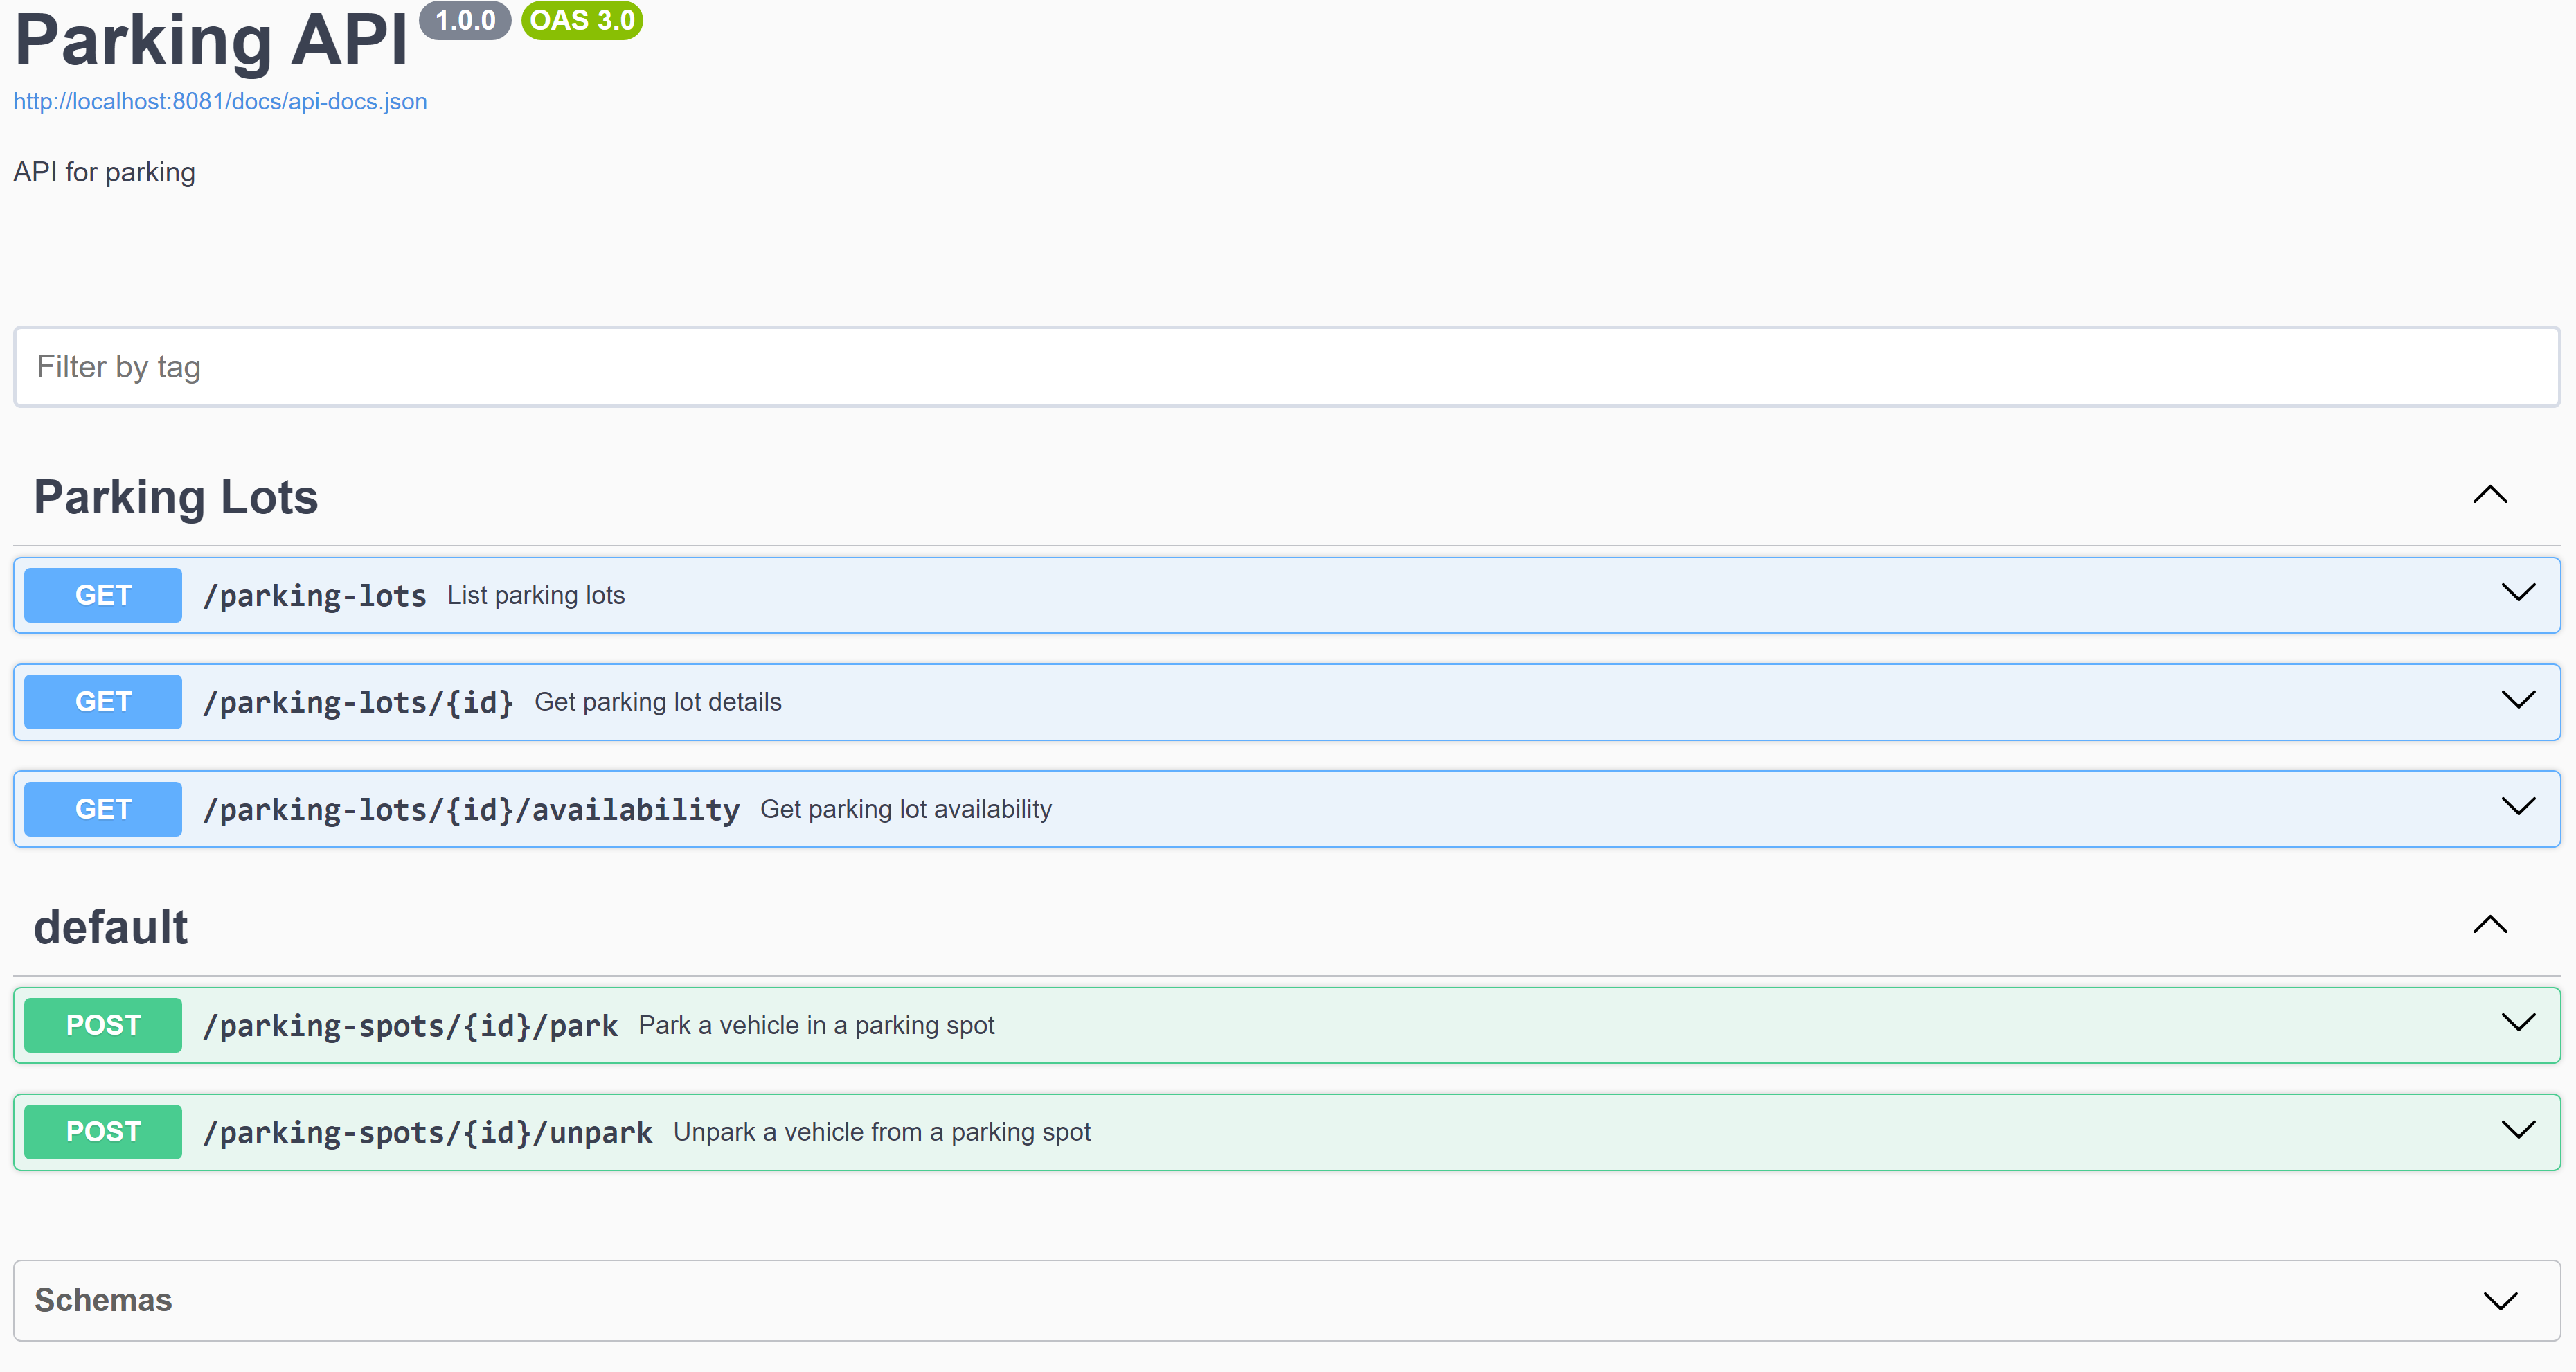 Parking API 1.0.0 OAS 3.0
http://localhost:8081/docs/api-docs.json
API for parking
Filter by tag
Parking Lots
GET /parking-lots List parking lots
GET /parking-lots/{id} Get parking lot details
GET /parking-lots/{id}/availability Get parking lot availability
default
POST /parking-spots/{id}/park Park a vehicle in a parking spot
POST /parking-spots/{id}/unpark Unpark a vehicle from a parking spot
Schemas